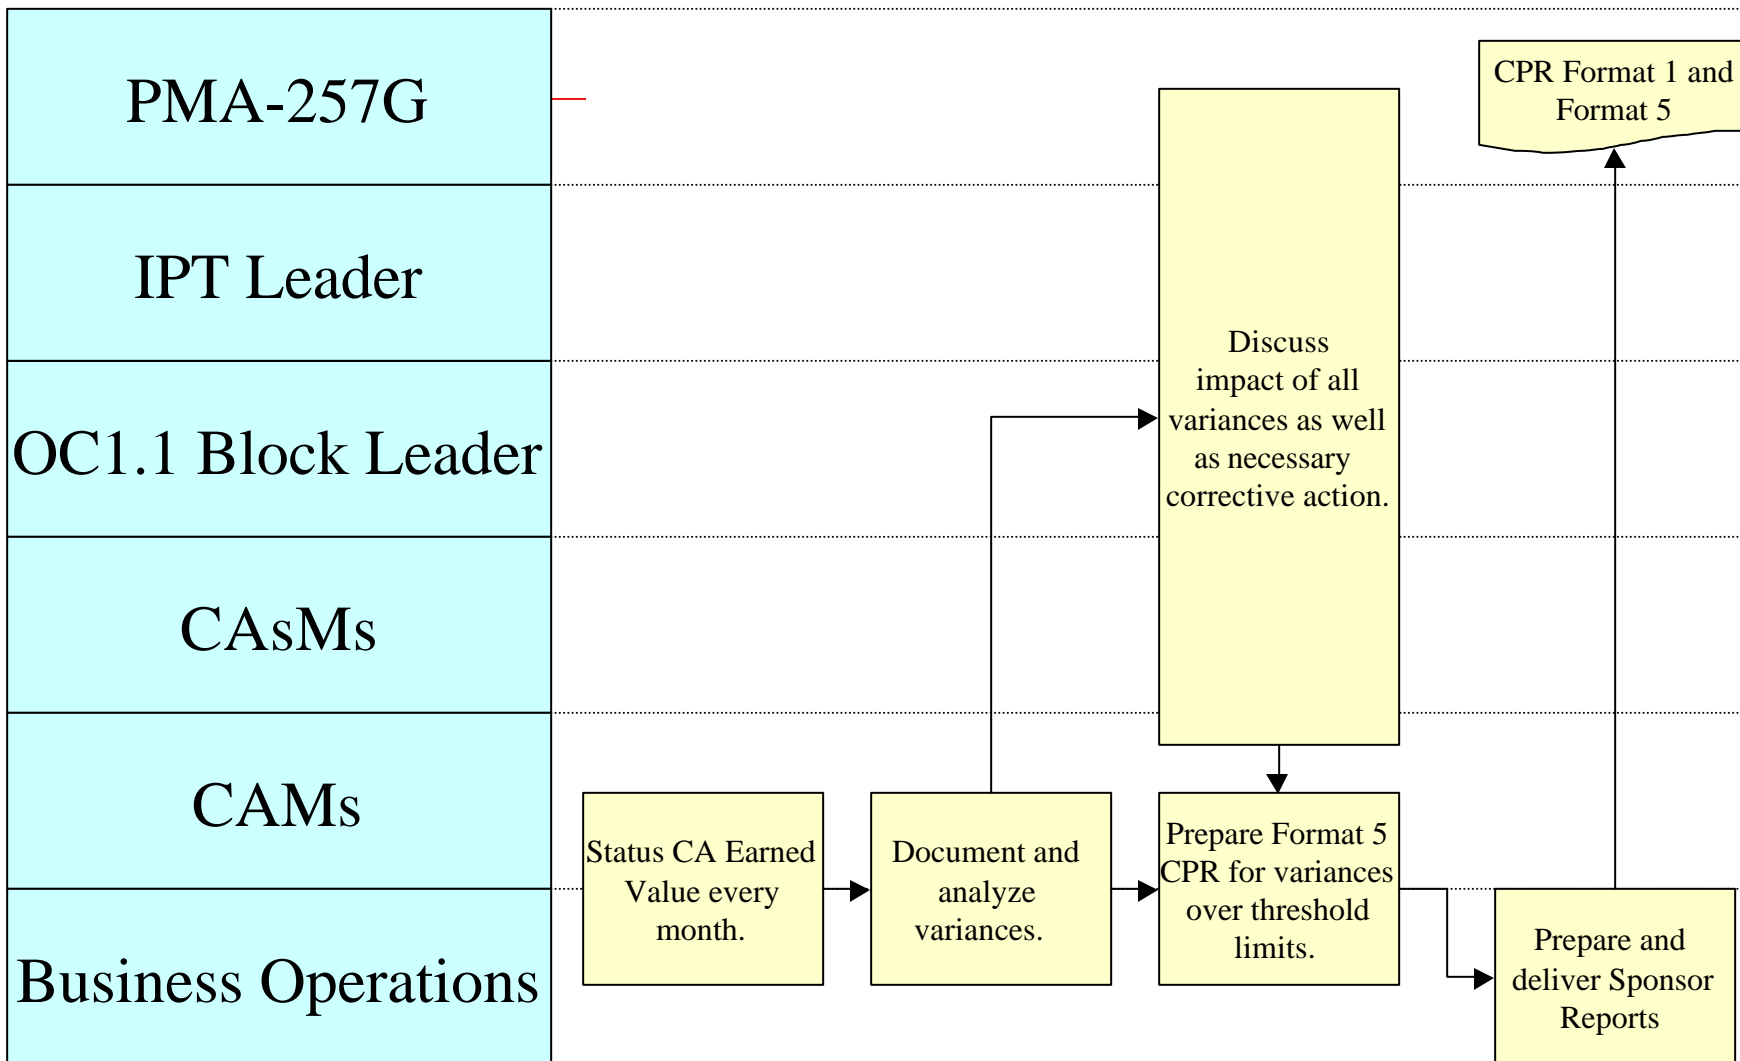 PMA-257G
IPT Leader
OC1.1 Block Leader
CAsMs
CAMs
Business Operations
Status CA Earned
Value every
month.
Document and
analyze
variances.
Discuss
impact of all
variances as well
as necessary
corrective action.
Prepare Format 5
CPR for variances
over threshold
limits.
Prepare and
deliver Sponsor
Reports
CPR Format 1 and
Format 5